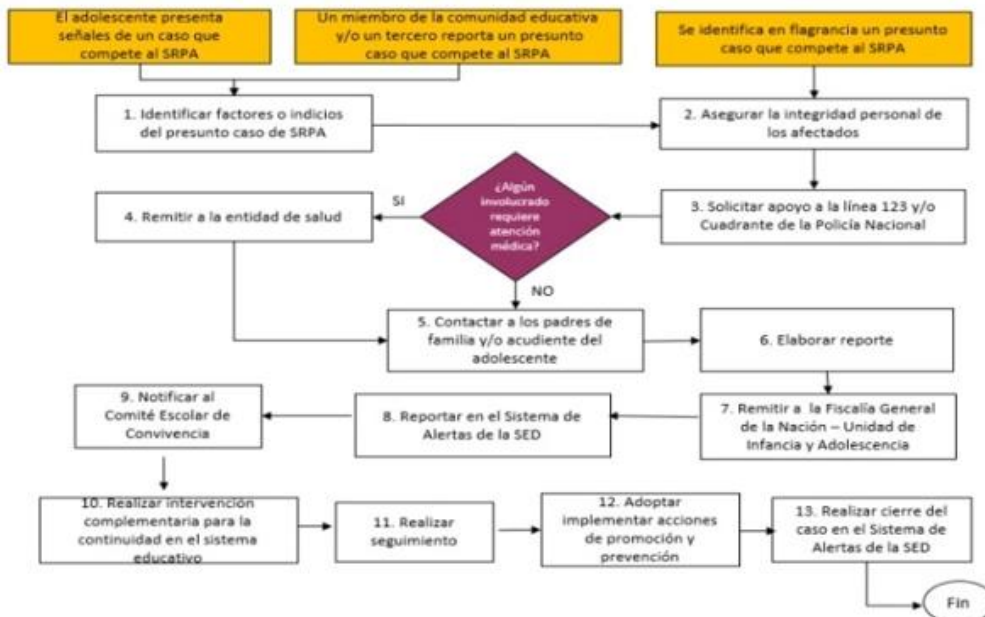 El adolescente presenta
señales de un caso que
compete al SRPA
Un miembro de la comunidad educativa
y/o un tercero reporta un presunto
caso que compete al SRPA
Se identifica en flagrancia un presunto
caso que compete al SRPA
1. Identificar factores o indicios
del presunto caso de SRPA
2. Asegurar la integridad personal de
los afectados
¿Algún
involucrado
requiere
atención
médica?
SI
NO
3. Solicitar apoyo a la línea 123 y/o
Cuadrante de la Policía Nacional
4. Remitir a la entidad de salud
5. Contactar a los padres de
familia y/o acudiente del
adolescente
6. Elaborar reporte
7. Remitir a la Fiscalía General
de la Nación – Unidad de
Infancia y Adolescencia
8. Reportar en el Sistema de
Alertas de la SED
9. Notificar al
Comité Escolar de
Convivencia
10. Realizar intervención
complementaria para la
continuidad en el sistema
educativo
11. Realizar
seguimiento
12. Adoptar
implementar acciones
de promoción y
prevención
13. Realizar cierre del
caso en el Sistema de
Alertas de la SED
Fin